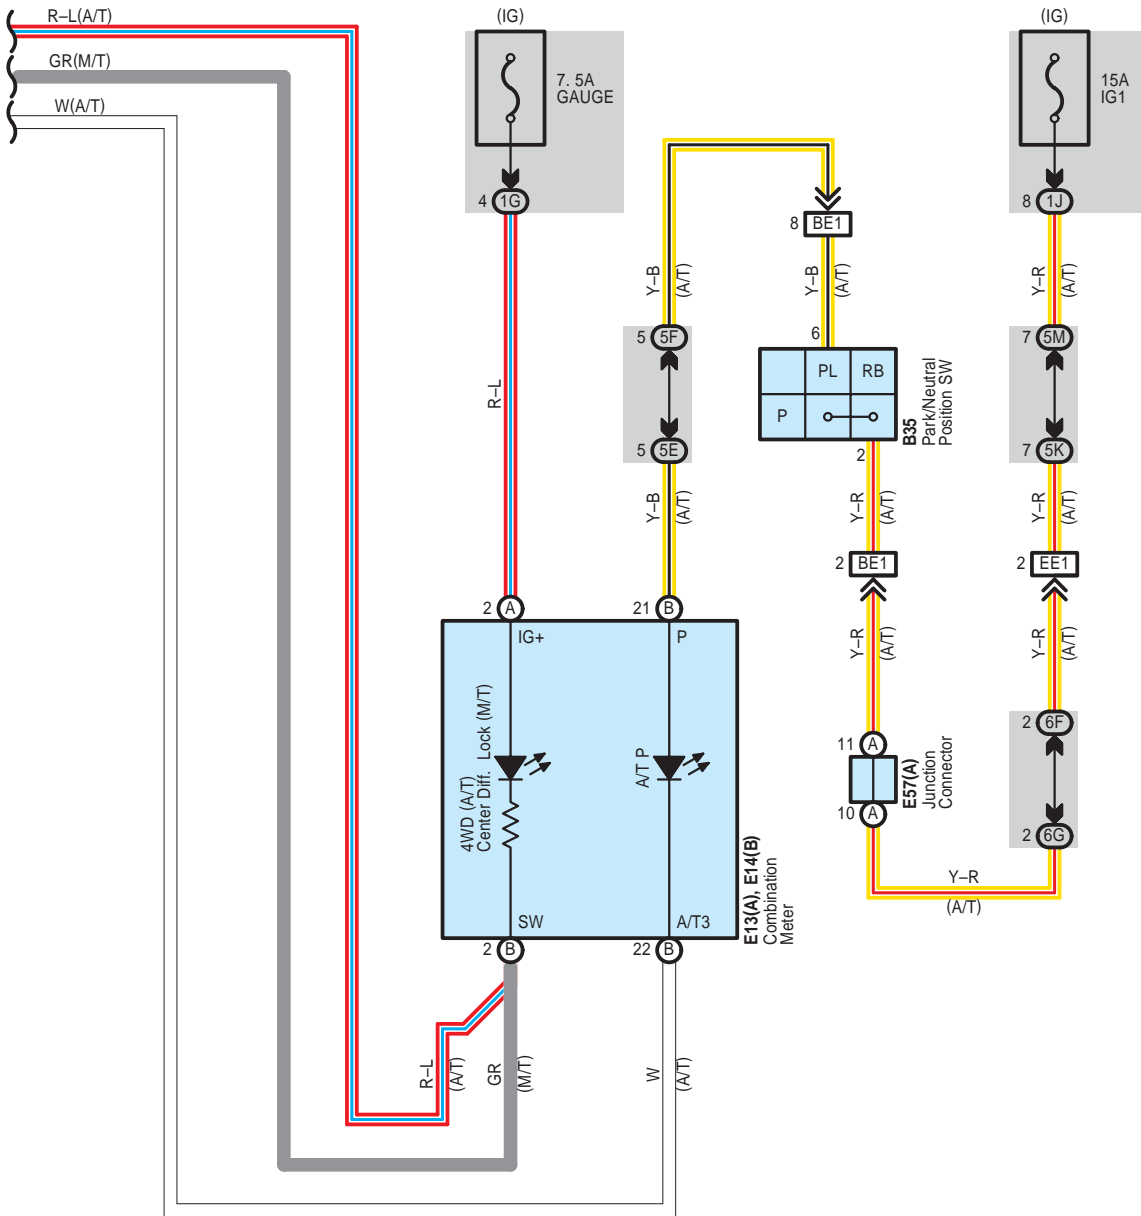 R–L(A/T)
(IG)
(IG)
GR(M/T)
7. 5A
GAUGE
15A
IG1
W(A/T)
4 1G
8 1J
8 BE1
Y–B
(A/T)
Y–B
(A/T)
Y–R
(A/T)
5 5F
6
7 5M
PL RB
P
B35
Park/Neutral
Position SW
R–L
5 5E
2
7 5K
Y–B
(A/T)
Y–R
(A/T)
Y–R
(A/T)
2 BE1
2 EE1
2 A
21 B
IG+
P
Y–R
(A/T)
Y–R
(A/T)
4WD (A/T)
Center Diff. Lock (M/T)
A/T P
11 A
E57(A)
Junction
Connector
10 A
2 6F
2 6G
Y–R
(A/T)
SW
A/T3
E13(A), E14(B)
Combination
Meter
2 B
22 B
R–L
(A/T)
GR
(M/T)
W
(A/T)